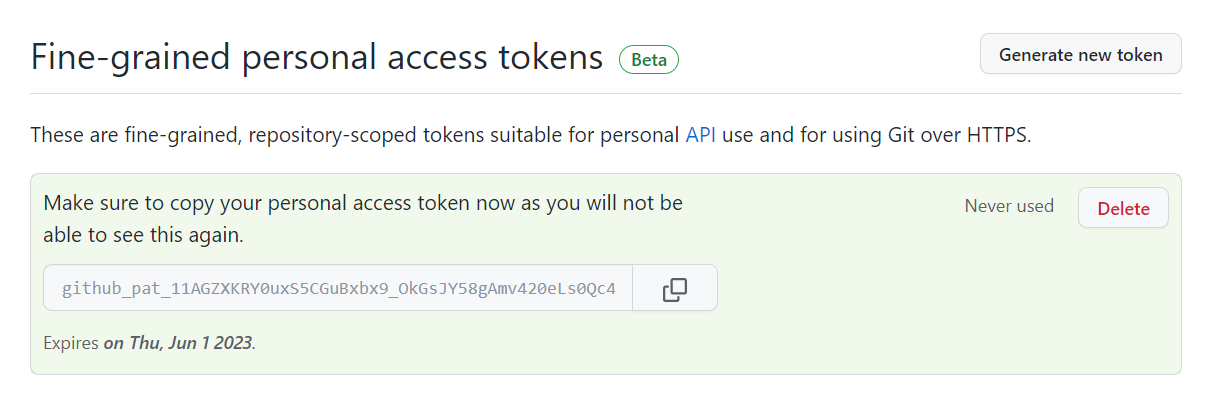 Fine-grained personal access tokens Beta
Generate new token
These are fine-grained, repository-scoped tokens suitable for personal API use and for using Git over HTTPS.
Make sure to copy your personal access token now as you will not be
able to see this again.
Never used
Delete
github_pat_11AGZXKRY0uxS5CGuBxbx9_OkGsJY58gAmv420eLs0Qc4
Expires on Thu, Jun 1 2023.